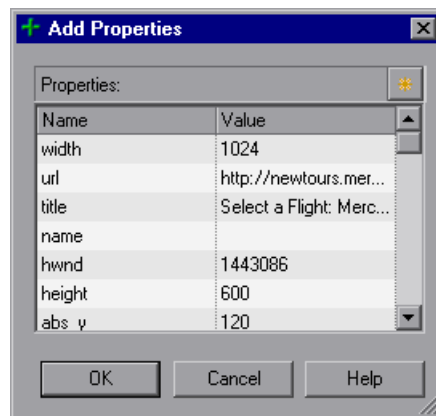 Add Properties
Properties:
Name Value
width 1024
url http://newtours.mer...
title Select a Flight: Merc...
name
hwnd 1443086
height 600
abs_y 120
OK Cancel Help